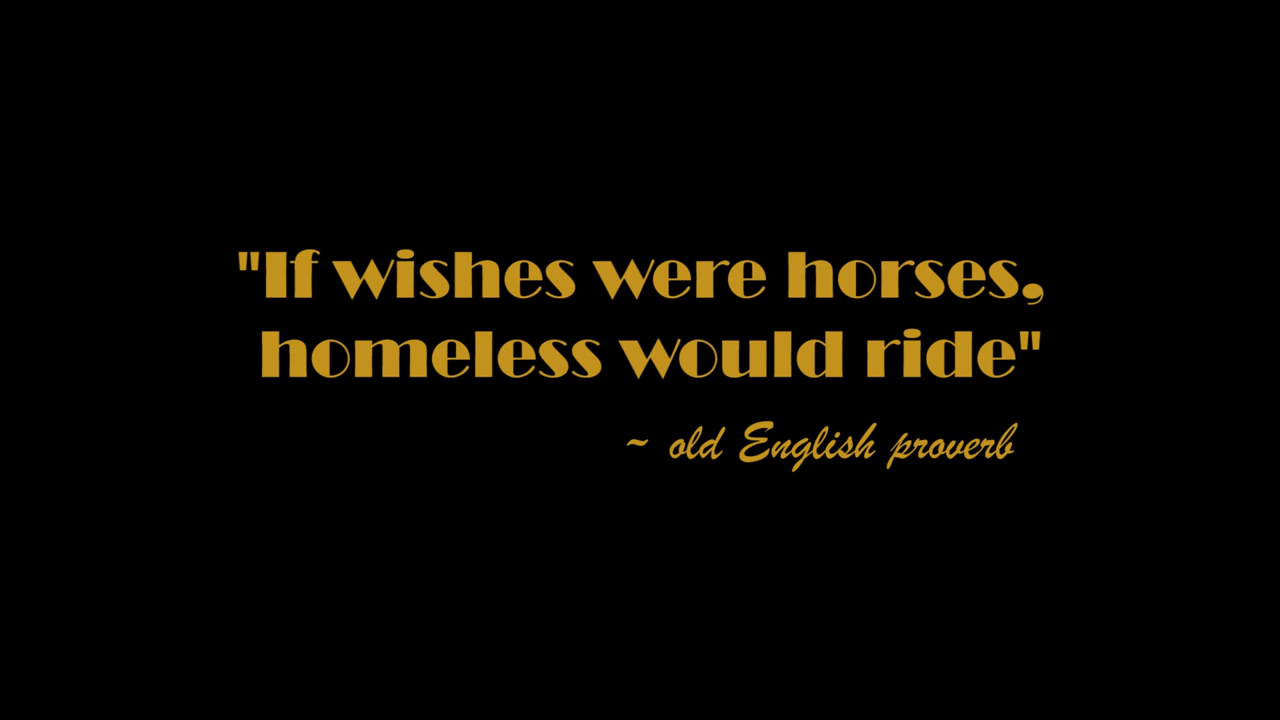 "If wishes were horses,
homeless would ride"
~ old English proverb